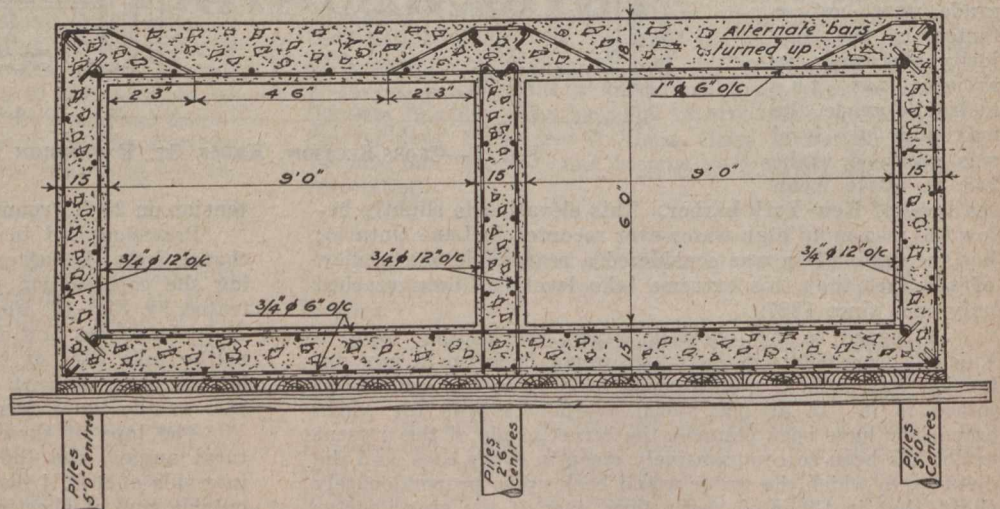 Alternate bars
turned up
18
1" ϕ 6" o/c
2' 3"
4' 6"
2' 3"
15
9' 0"
15"
9' 0"
15
6' 0"
3/4" ϕ 12" o/c
3/4" ϕ 12" o/c
3/4" ϕ 12" o/c
3/4" ϕ 6" o/c
15
Piles
5'0" Centres
Piles
2'6"
Centres
Piles
5'0"
Centres